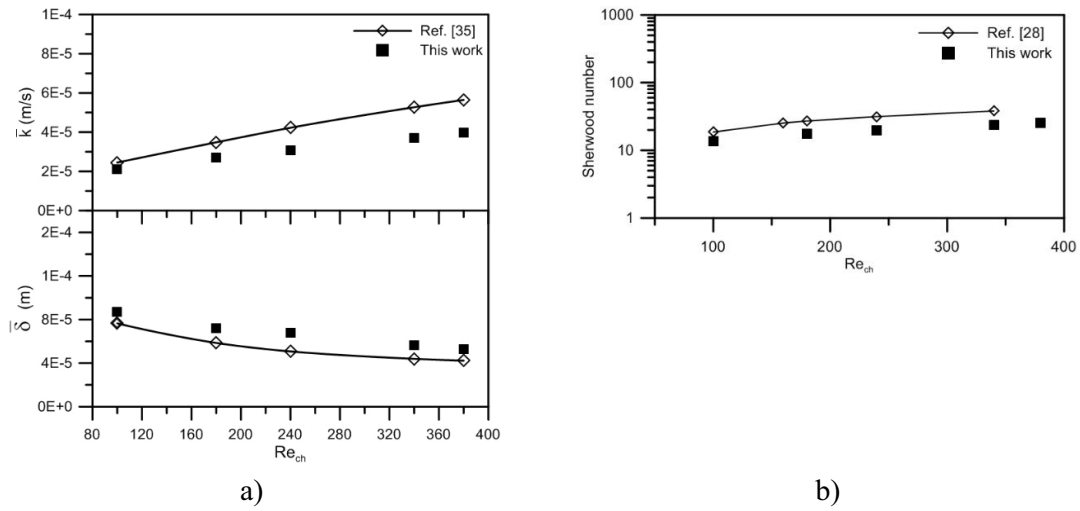 1E-4
8E-5
6E-5
4E-5
2E-5
0E+0
k̄ (m/s)
Ref. [35]
This work
2E-4
1E-4
8E-5
4E-5
0E+0
δ̄ (m)
80 120 160 200 240 280 320 360 400
Re_ch
a)
1000
100
10
1
Sherwood number
Ref. [28]
This work
100 200 300 400
Re_ch
b)